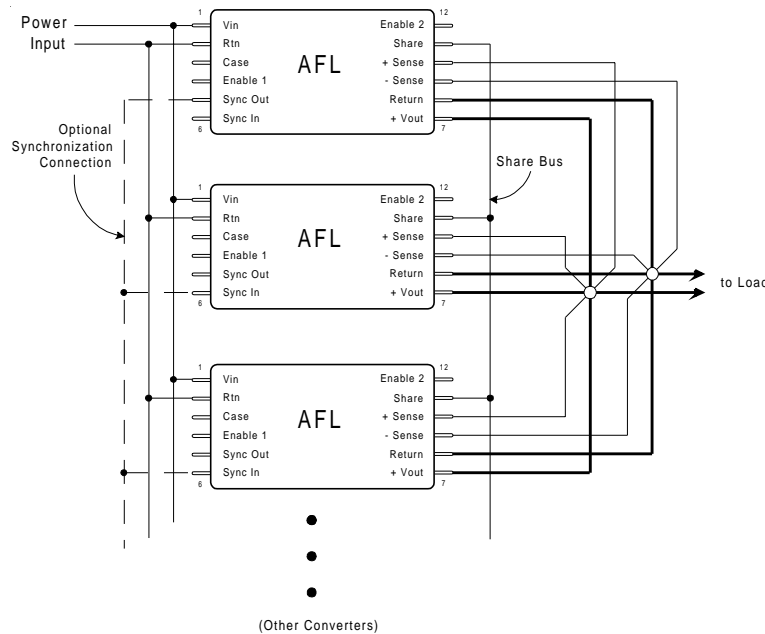 Power
Input
Optional
Synchronization
Connection
1
12
Vin
Enable 2
Rtn
Share
Case
AFL
+ Sense
Enable 1
- Sense
Sync Out
Return
Sync In
+ Vout
6
7
Share Bus
1
12
Vin
Enable 2
Rtn
Share
Case
AFL
+ Sense
Enable 1
- Sense
Sync Out
Return
Sync In
+ Vout
6
7
to Load
1
12
Vin
Enable 2
Rtn
Share
Case
AFL
+ Sense
Enable 1
- Sense
Sync Out
Return
Sync In
+ Vout
6
7
(Other Converters)